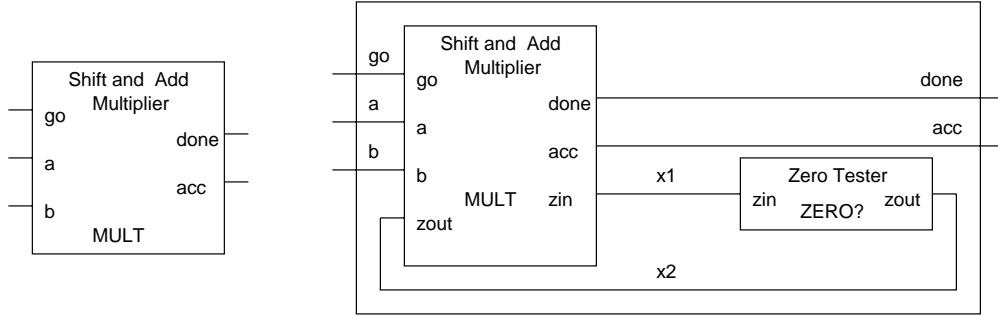 Shift and Add
Multiplier
go
done
a
acc
b
MULT
go
a
b
Shift and Add
Multiplier
go
done
a
acc
b
MULT
zin
zout
done
acc
x1
Zero Tester
zin
zout
ZERO?
x2